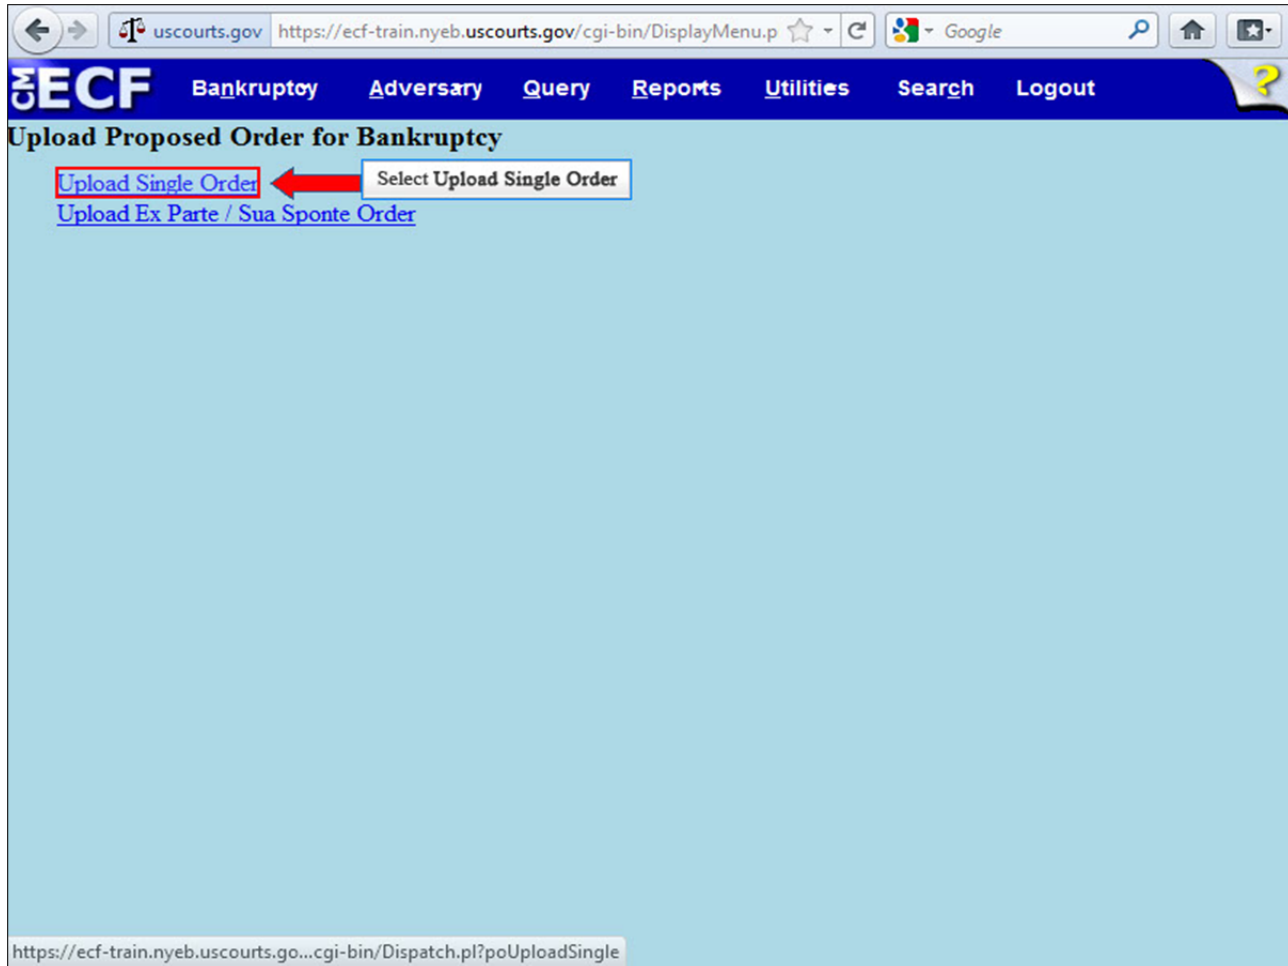 uscourts.gov https://ecf-train.nyeb.uscourts.gov/cgi-bin/DisplayMenu.p Google
CM ECF Bankruptcy Adversary Query Reports Utilities Search Logout ?
Upload Proposed Order for Bankruptcy
Upload Single Order Select Upload Single Order
Upload Ex Parte / Sua Sponte Order
https://ecf-train.nyeb.uscourts.go...cgi-bin/Dispatch.pl?poUploadSingle